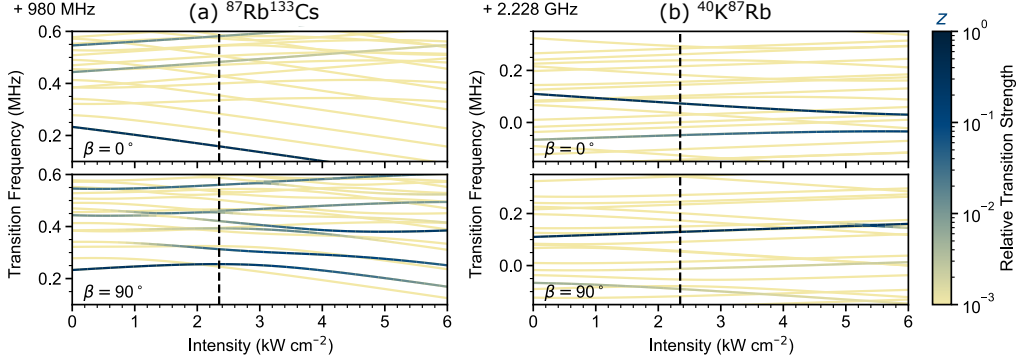 + 980 MHz (a) ⁸⁷Rb¹³³Cs
0.6
0.4
0.2
β = 0°
Transition Frequency (MHz)
0.6
0.4
0.2
β = 90°
0 1 2 3 4 5 6
Intensity (kW cm⁻²)
+ 2.228 GHz (b) ⁴⁰K⁸⁷Rb
0.2
0.0
β = 0°
Transition Frequency (MHz)
0.2
0.0
β = 90°
0 1 2 3 4 5 6
Intensity (kW cm⁻²)
z
10⁰
10⁻¹
10⁻²
10⁻³
Relative Transition Strength